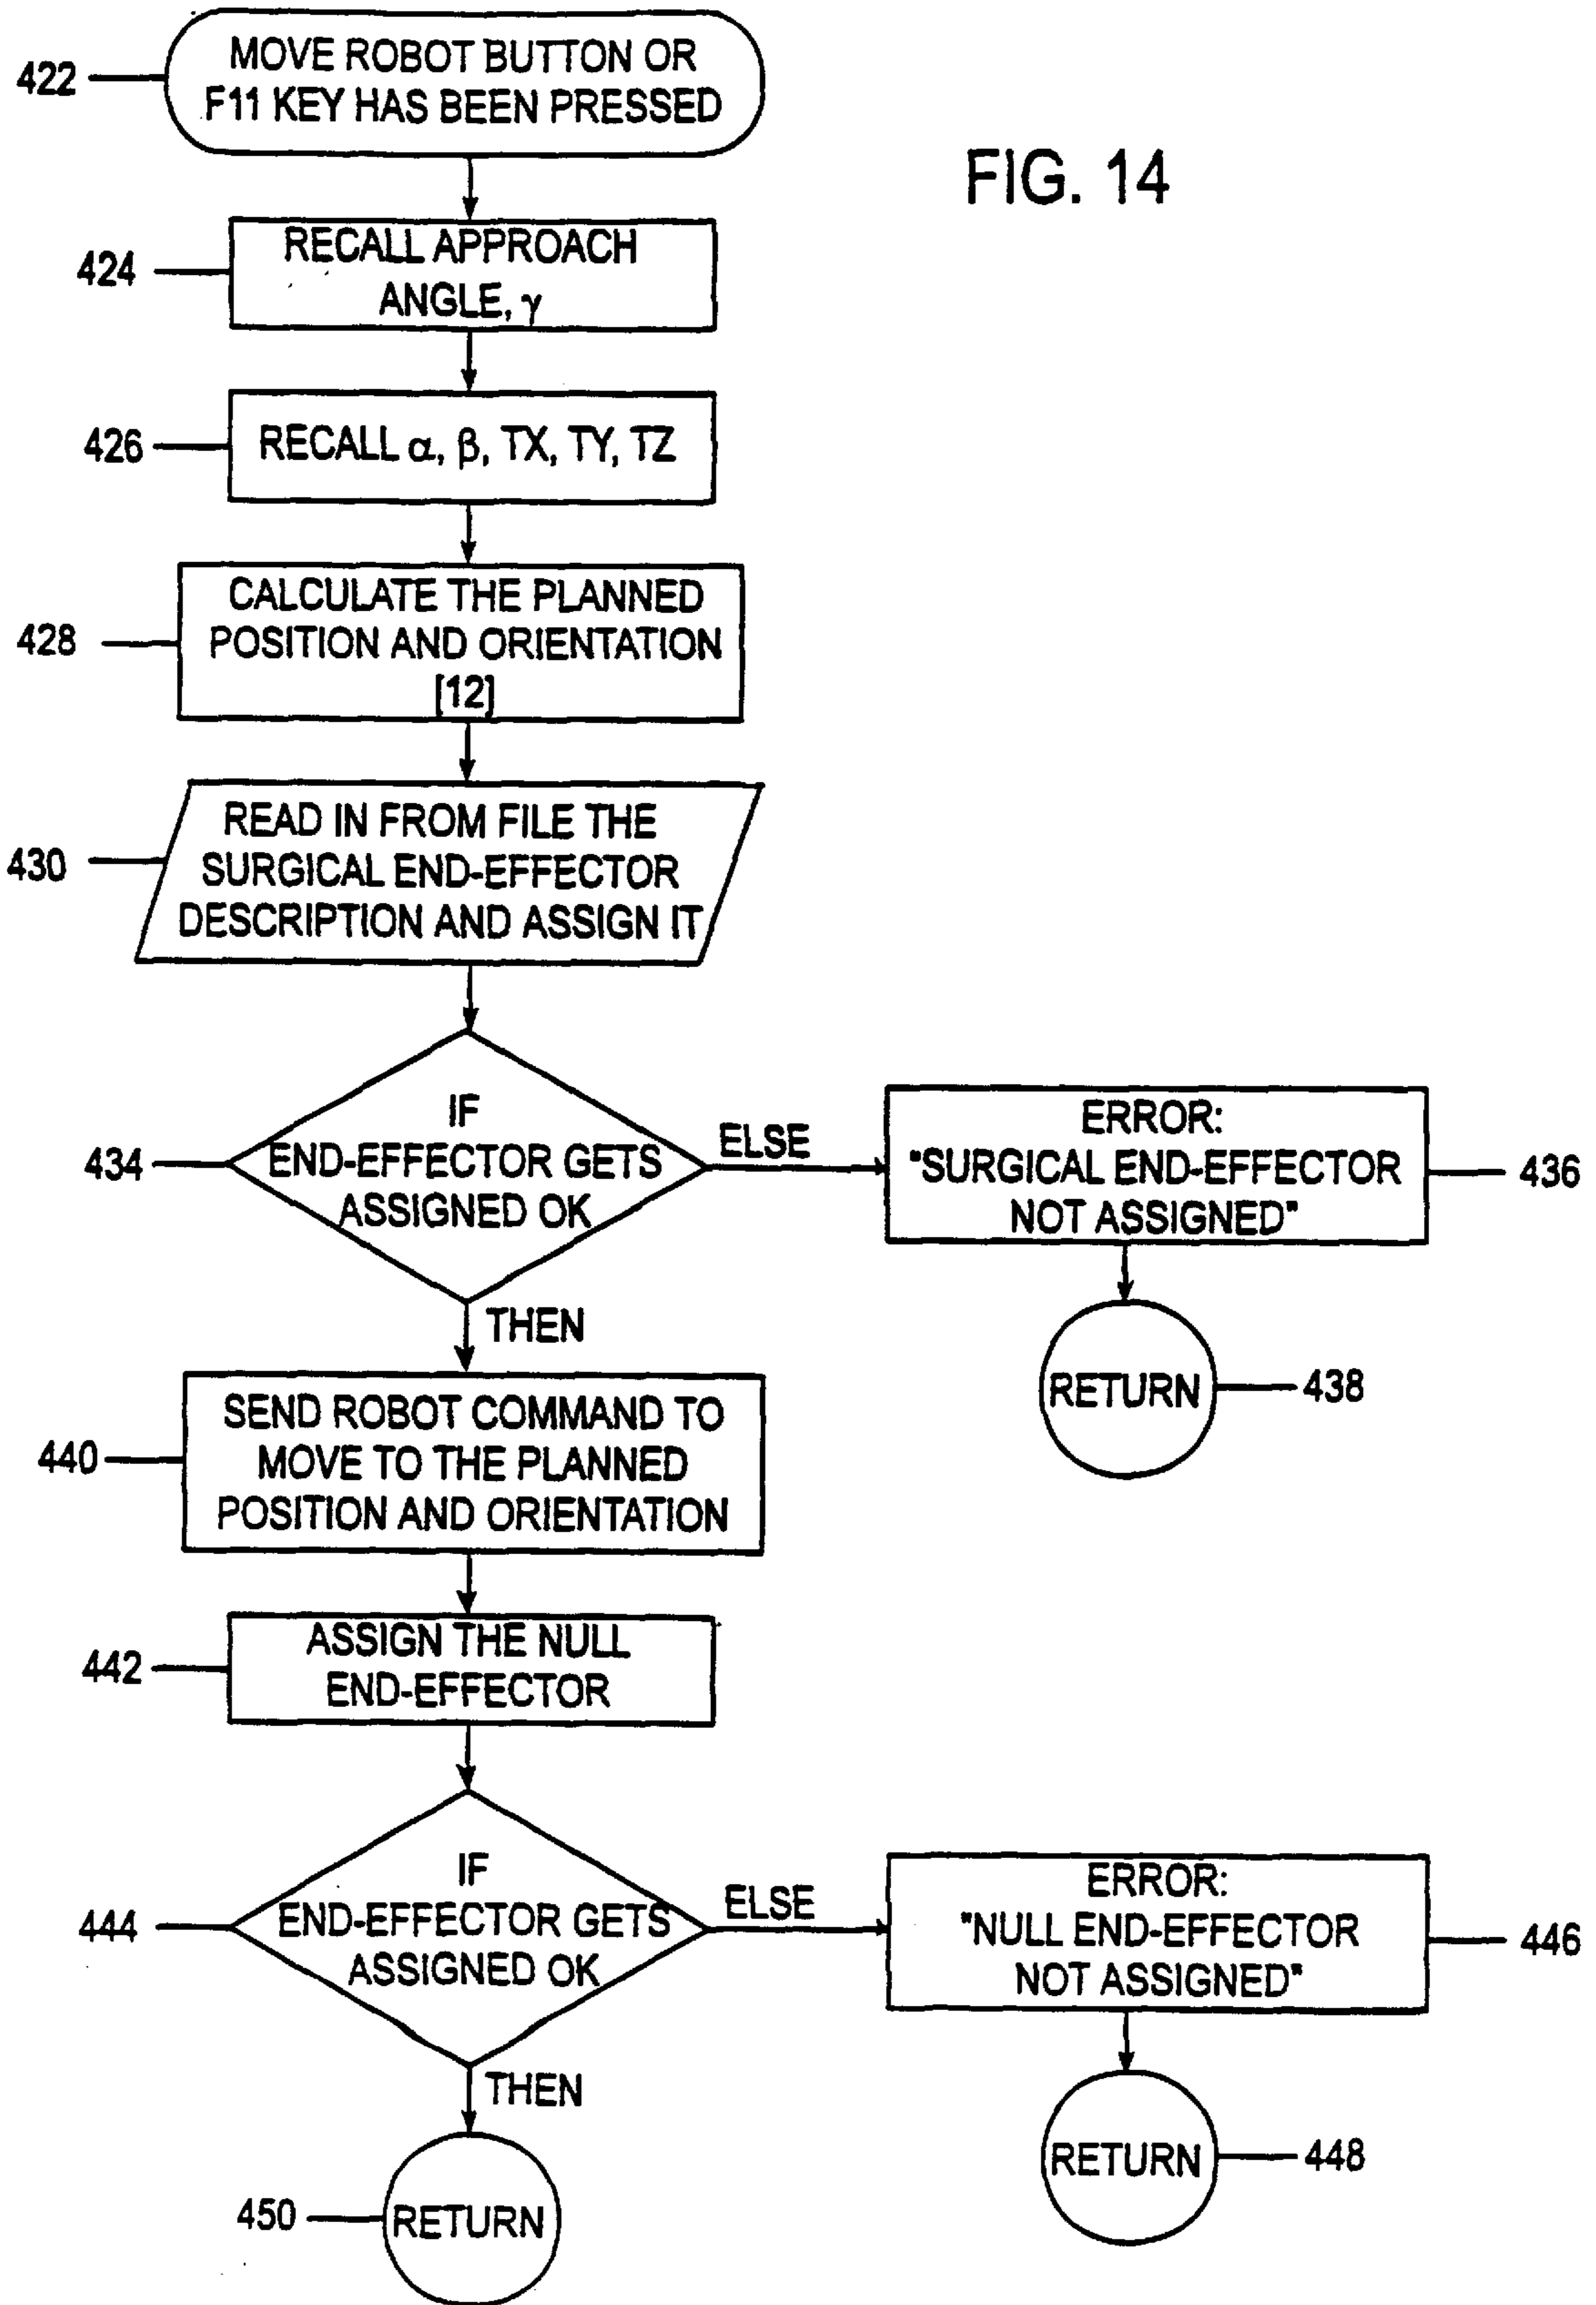 422
MOVE ROBOT BUTTON OR
F11 KEY HAS BEEN PRESSED
FIG. 14
424
RECALL APPROACH
ANGLE, γ
426
RECALL α, β, TX, TY, TZ
428
CALCULATE THE PLANNED
POSITION AND ORIENTATION
[12]
430
READ IN FROM FILE THE
SURGICAL END-EFFECTOR
DESCRIPTION AND ASSIGN IT
434
IF
END-EFFECTOR GETS
ASSIGNED OK
ELSE
ERROR:
"SURGICAL END-EFFECTOR
NOT ASSIGNED"
436
RETURN
438
THEN
440
SEND ROBOT COMMAND TO
MOVE TO THE PLANNED
POSITION AND ORIENTATION
442
ASSIGN THE NULL
END-EFFECTOR
444
IF
END-EFFECTOR GETS
ASSIGNED OK
ELSE
ERROR:
"NULL END-EFFECTOR
NOT ASSIGNED"
446
RETURN
448
THEN
450
RETURN